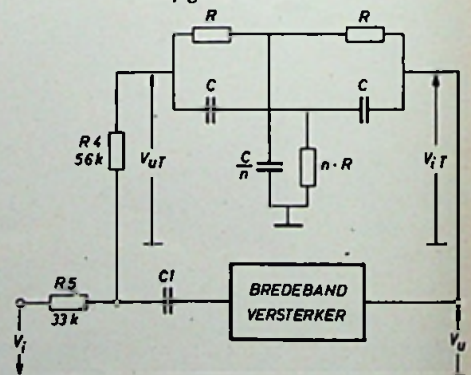 R
R
C
C
R4
56k
VuT
C/n
n·R
ViT
R5
33k
C1
BREDEBAND
VERSTERKER
Vi
Vu